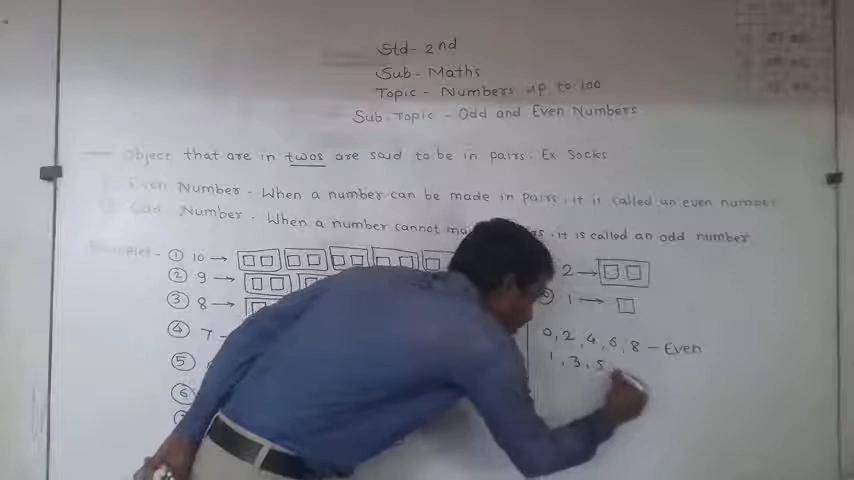 Std- 2nd
Sub- Maths
Topic- Numbers up to 100
Sub-Topic - Odd and Even Numbers
Object that are in twos are said to be in pairs. Ex Socks
Even Number - When a number can be made in pairs. it is called an even number
Odd Number - When a number cannot it is called an odd number
Examples - ① 10 →
② 9 →
③ 8 →
④ 7
⑤
⑥
2 →
1 →
0, 2, 4, 6, 8 - Even
1, 3, 5